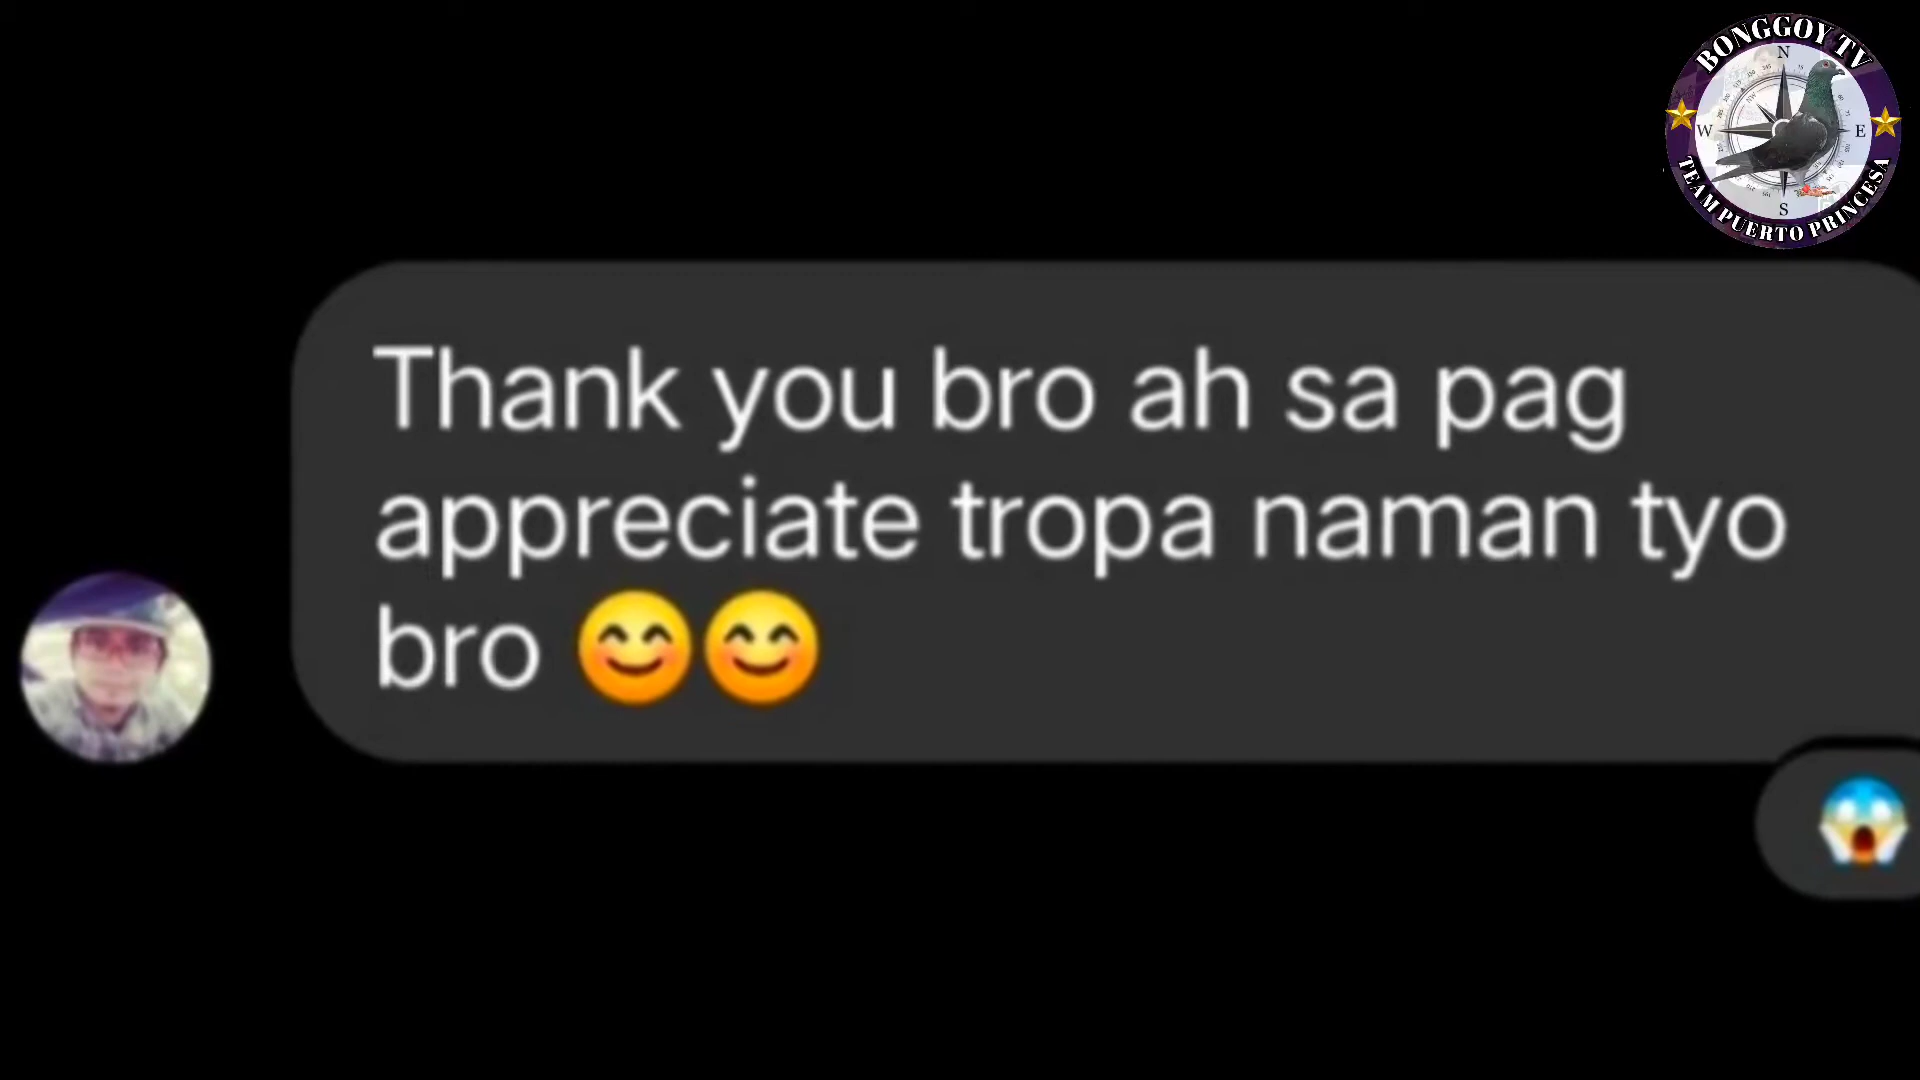 BONGGOY TV
N
W
E
S
TEAM PUERTO PRINCESA
Thank you bro ah sa pag
appreciate tropa naman tyo
bro 😊😊
😱